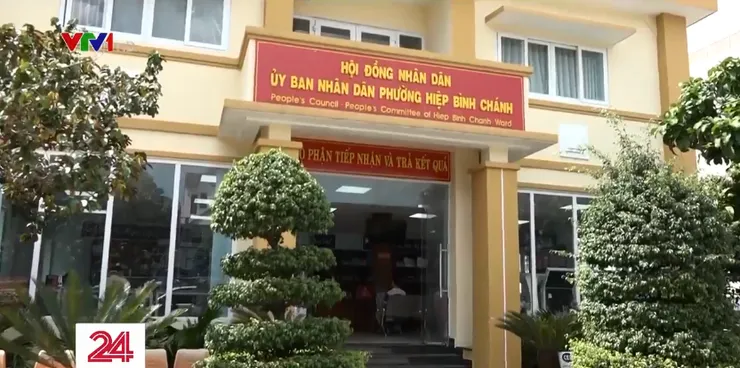 VTV1
HỘI ĐỒNG NHÂN DÂN
ỦY BAN NHÂN DÂN PHƯỜNG HIỆP BÌNH CHÁNH
People's Council - People's Committee of Hiep Binh Chanh Ward
PHẬN TIẾP NHẬN VÀ TRẢ KẾT QUẢ
24